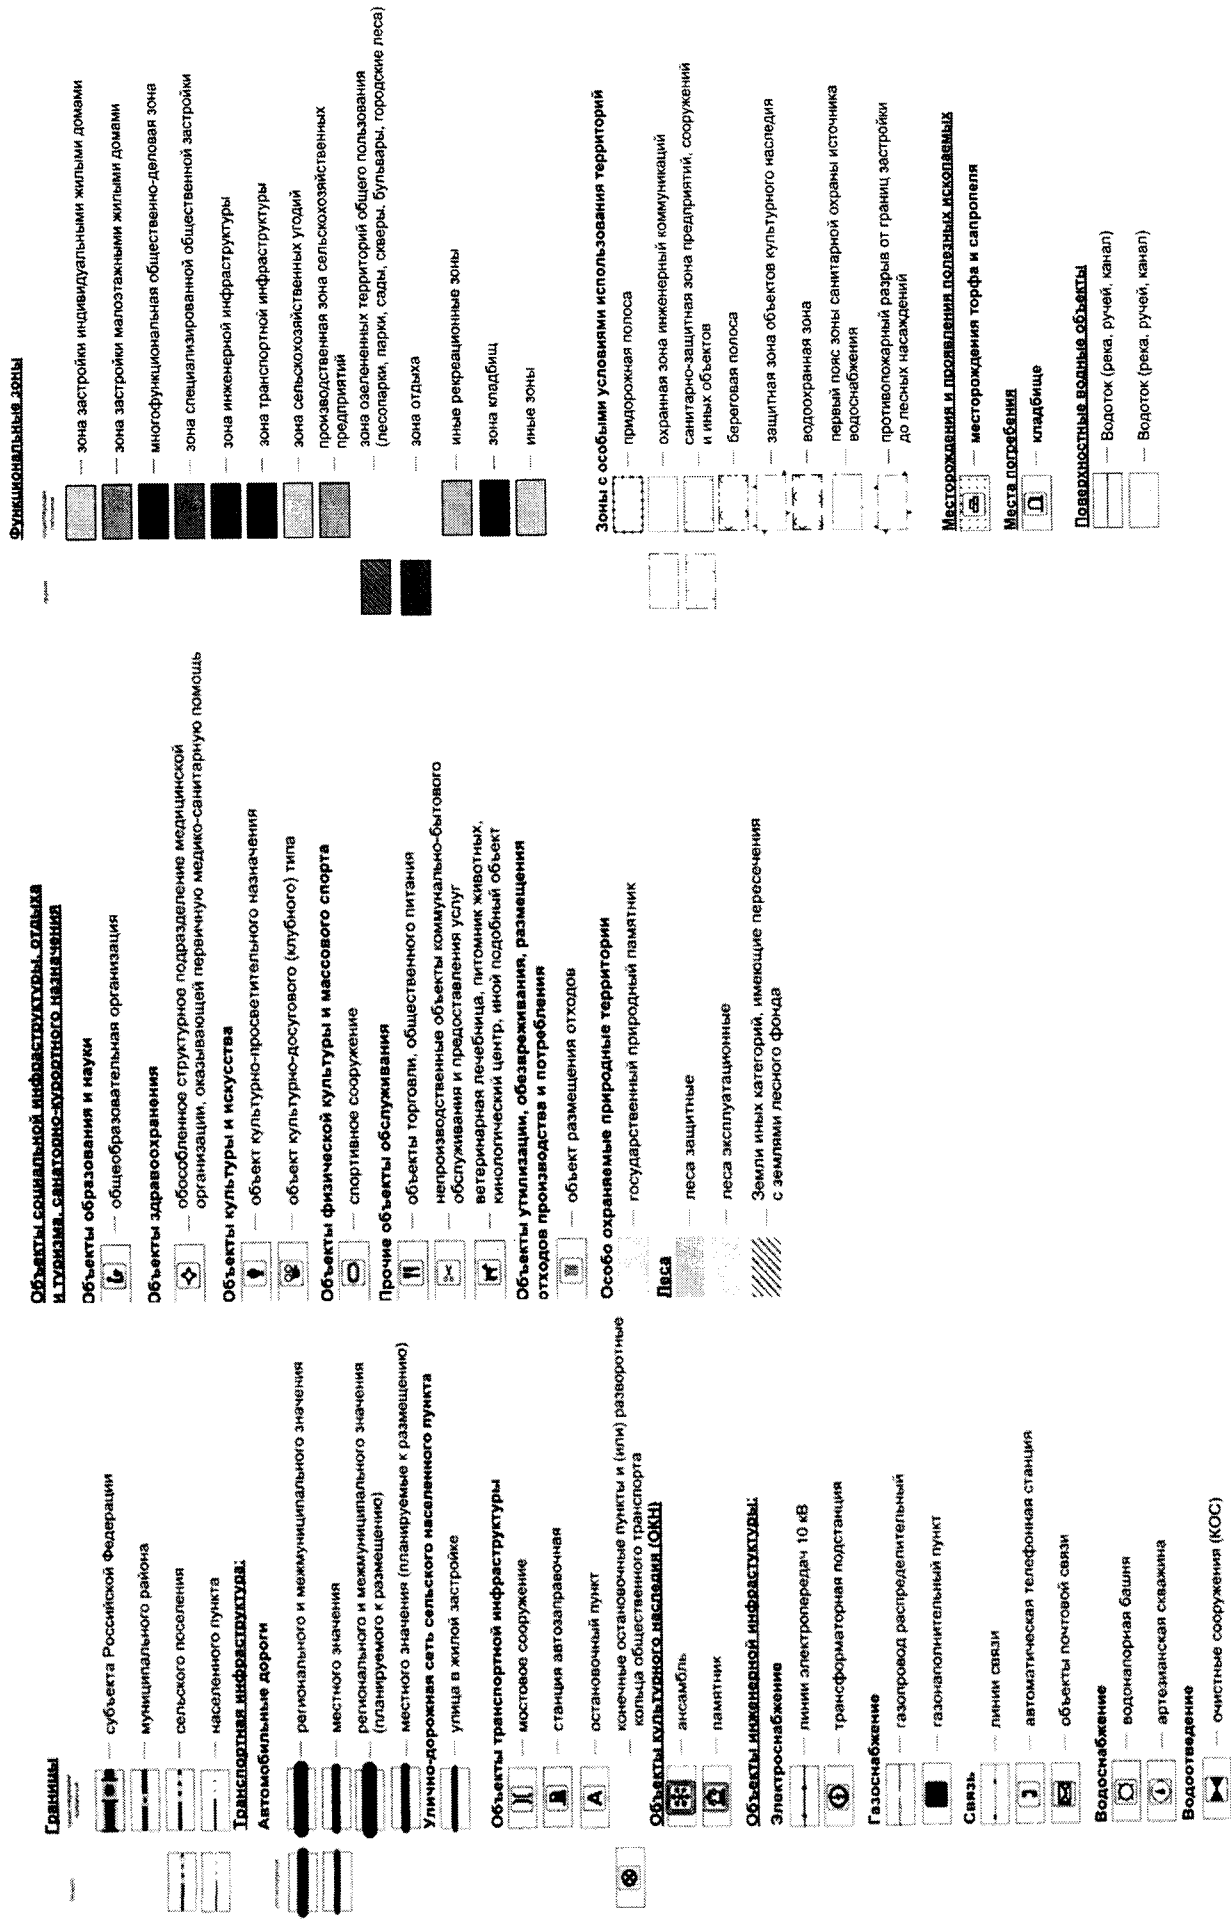 Границы
— субъекта Российской Федерации
— муниципального района
— сельского поселения
— населенного пункта
Транспортная инфраструктура:
Автомобильные дороги
— регионального и межмуниципального значения
— местного значения
— регионального и межмуниципального значения
(планируемого к размещению)
— местного значения (планируемые к размещению)
Улично-дорожная сеть сельского населенного пункта
— улица в жилой застройке
Объекты транспортной инфраструктуры
— мостовое сооружение
— станция автозаправочная
А — остановочный пункт
— конечные остановочные пункты и (или) разворотные
кольца общественного транспорта
Объекты культурного наследия (ОКН)
— ансамбль
— памятник
Объекты инженерной инфраструктуры:
Электроснабжение
— линии электропередач 10 кВ
— трансформаторная подстанция
Газоснабжение
— газопровод распределительный
— газонаполнительный пункт
Связь
— линии связи
— автоматическая телефонная станция
— объекты почтовой связи
Водоснабжение
— водонапорная башня
— артезианская скважина
Водоотведение
— очистные сооружения (КОС)
Объекты социальной инфраструктуры, отдыха
и туризма, санаторно-курортного назначения
Объекты образования и науки
— общеобразовательная организация
Объекты здравоохранения
— обособленное структурное подразделение медицинской
организации, оказывающей первичную медико-санитарную помощь
Объекты культуры и искусства
— объект культурно-просветительного назначения
— объект культурно-досугового (клубного) типа
Объекты физической культуры и массового спорта
— спортивное сооружение
Прочие объекты обслуживания
— объекты торговли, общественного питания
— непроизводственные объекты коммунально-бытового
обслуживания и предоставления услуг
— ветеринарная лечебница, питомник животных,
кинологический центр, иной подобный объект
Объекты утилизации, обезвреживания, размещения
отходов производства и потребления
— объект размещения отходов
Особо охраняемые природные территории
— государственный природный памятник
Леса
— леса защитные
— леса эксплуатационные
— Земли иных категорий, имеющие пересечения
с землями лесного фонда
Функциональные зоны
— зона застройки индивидуальными жилыми домами
— зона застройки малоэтажными жилыми домами
— многофункциональная общественно-деловая зона
— зона специализированной общественной застройки
— зона инженерной инфраструктуры
— зона транспортной инфраструктуры
— зона сельскохозяйственных угодий
— производственная зона сельскохозяйственных
предприятий
— зона озелененных территорий общего пользования
(лесопарки, парки, сады, скверы, бульвары, городские леса)
— зона отдыха
— иные рекреационные зоны
— зона кладбищ
— иные зоны
Зоны с особыми условиями использования территорий
— придорожная полоса
— охранная зона инженерный коммуникаций
— санитарно-защитная зона предприятий, сооружений
и иных объектов
— береговая полоса
— защитная зона объектов культурного наследия
— водоохранная зона
— первый пояс зоны санитарной охраны источника
водоснабжения
— противопожарный разрыв от границ застройки
до лесных насаждений
Месторождения и проявления полезных ископаемых
— месторождения торфа и сапропеля
Места погребения
— кладбище
Поверхностные водные объекты
— Водоток (река, ручей, канал)
— Водоток (река, ручей, канал)